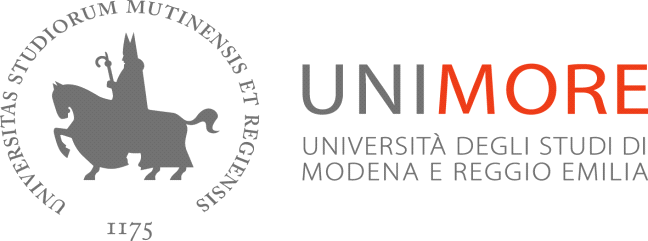 UNIVERSITAS STUDIORUM MUTINENSIS ET REGIENSIS
1175
UNIMORE
UNIVERSITÀ DEGLI STUDI DI
MODENA E REGGIO EMILIA